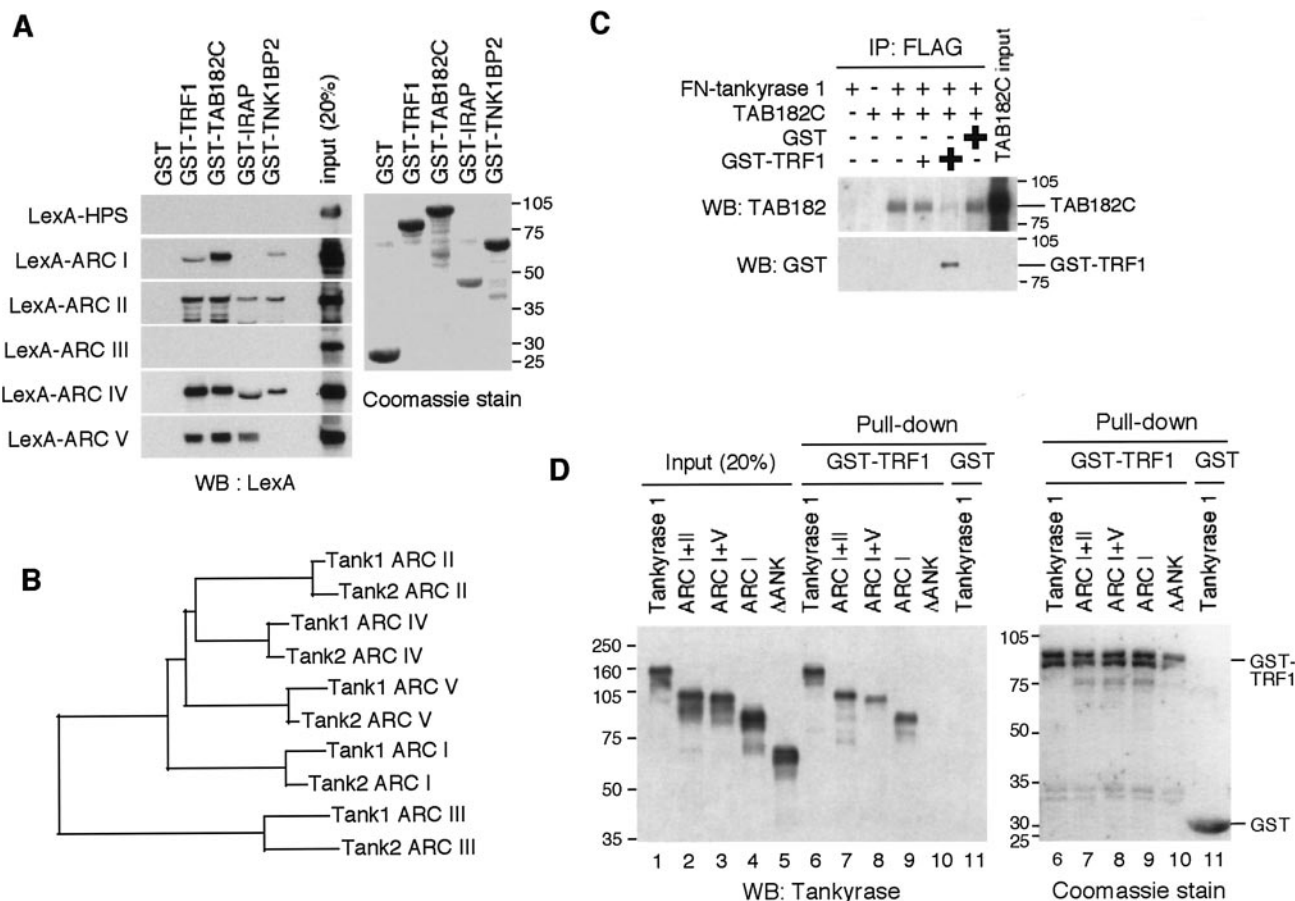 A
GST
GST-TRF1
GST-TAB182C
GST-IRAP
GST-TNK1BP2
input (20%)
GST
GST-TRF1
GST-TAB182C
GST-IRAP
GST-TNK1BP2
LexA-HPS
LexA-ARC I
LexA-ARC II
LexA-ARC III
LexA-ARC IV
LexA-ARC V
WB : LexA
105
75
50
35
30
25
Coomassie stain
B
Tank1 ARC II
Tank2 ARC II
Tank1 ARC IV
Tank2 ARC IV
Tank1 ARC V
Tank2 ARC V
Tank1 ARC I
Tank2 ARC I
Tank1 ARC III
Tank2 ARC III
C
IP: FLAG
TAB182C input
FN-tankyrase 1 + - + + + +
TAB182C - + + + + +
GST - - - - - +
GST-TRF1 - - - + + -
WB: TAB182
105
TAB182C
75
WB: GST
105
GST-TRF1
75
D
Pull-down
Input (20%) GST-TRF1 GST
Tankyrase 1
ARC I+II
ARC I+V
ARC I
ΔANK
Tankyrase 1
ARC I+II
ARC I+V
ARC I
ΔANK
Tankyrase 1
250
160
105
75
50
35
1 2 3 4 5 6 7 8 9 10 11
WB: Tankyrase
Pull-down
GST-TRF1 GST
Tankyrase 1
ARC I+II
ARC I+V
ARC I
ΔANK
Tankyrase 1
105
75
50
35
30
25
GST-
TRF1
GST
6 7 8 9 10 11
Coomassie stain